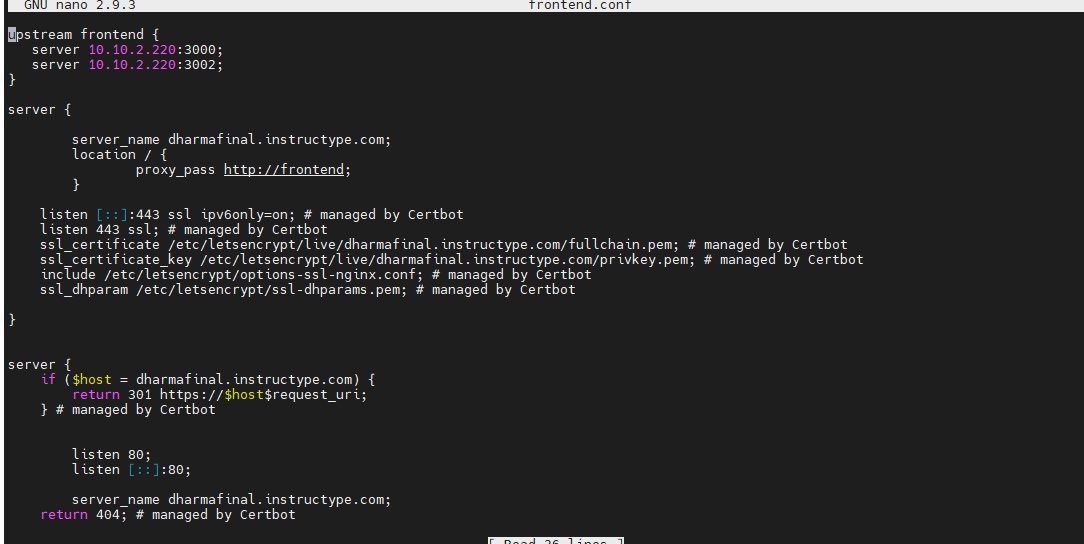 GNU nano 2.9.3 frontend.conf
upstream frontend {
server 10.10.2.220:3000;
server 10.10.2.220:3002;
}
server {
server_name dharmafinal.instructype.com;
location / {
proxy_pass http://frontend;
}
listen [::]:443 ssl ipv6only=on; # managed by Certbot
listen 443 ssl; # managed by Certbot
ssl_certificate /etc/letsencrypt/live/dharmafinal.instructype.com/fullchain.pem; # managed by Certbot
ssl_certificate_key /etc/letsencrypt/live/dharmafinal.instructype.com/privkey.pem; # managed by Certbot
include /etc/letsencrypt/options-ssl-nginx.conf; # managed by Certbot
ssl_dhparam /etc/letsencrypt/ssl-dhparams.pem; # managed by Certbot
}
server {
if ($host = dharmafinal.instructype.com) {
return 301 https://$host$request_uri;
} # managed by Certbot
listen 80;
listen [::]:80;
server_name dharmafinal.instructype.com;
return 404; # managed by Certbot
[ Read 36 lines ]